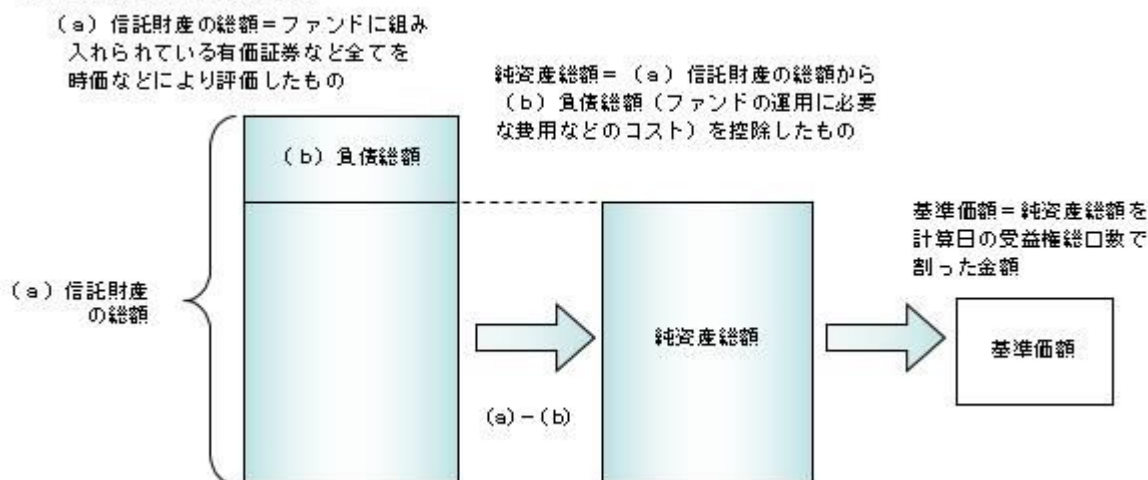 (a)信託財産の総額=ファンドに組み
入れられている有価証券など全てを
時価などにより評価したもの
純資産総額=(a)信託財産の総額から
(b)負債総額(ファンドの運用に必要
な費用などのコスト)を控除したもの
(b)負債総額
基準価額=純資産総額を
計算日の受益権総口数で
割った金額
(a)信託財産
の総額
純資産総額
基準価額
(a)-(b)